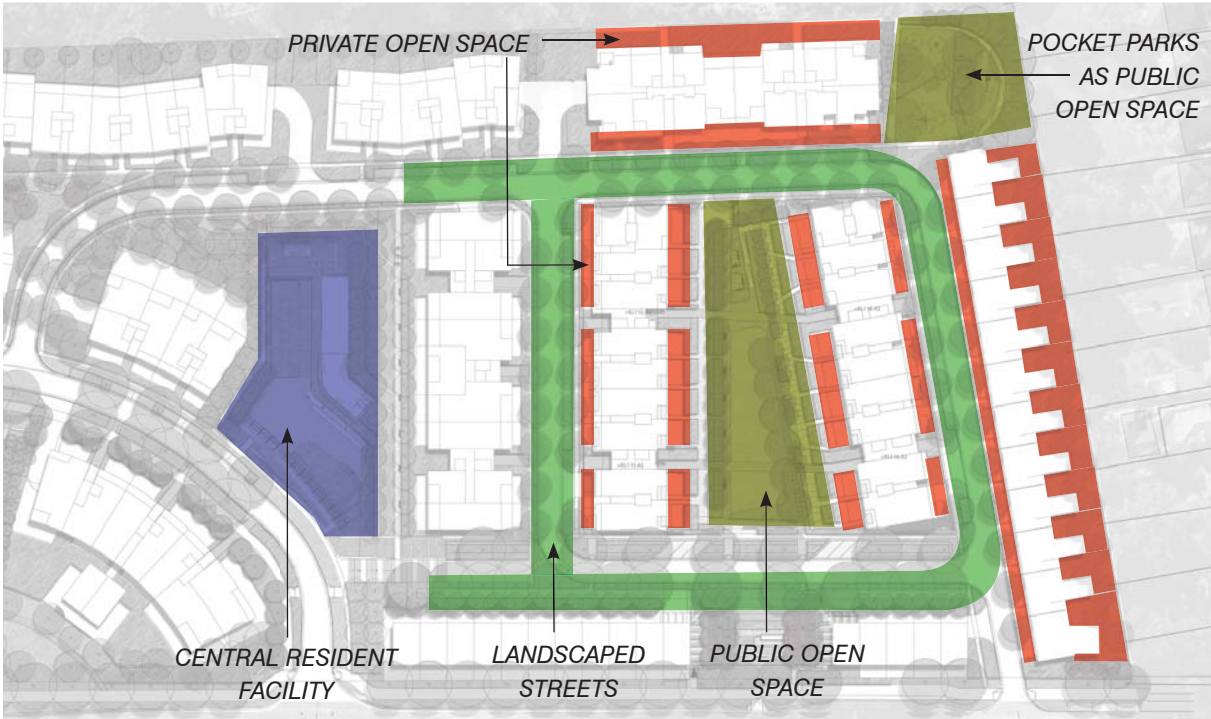 PRIVATE OPEN SPACE
POCKET PARKS
AS PUBLIC
OPEN SPACE
CENTRAL RESIDENT
FACILITY
LANDSCAPED
STREETS
PUBLIC OPEN
SPACE